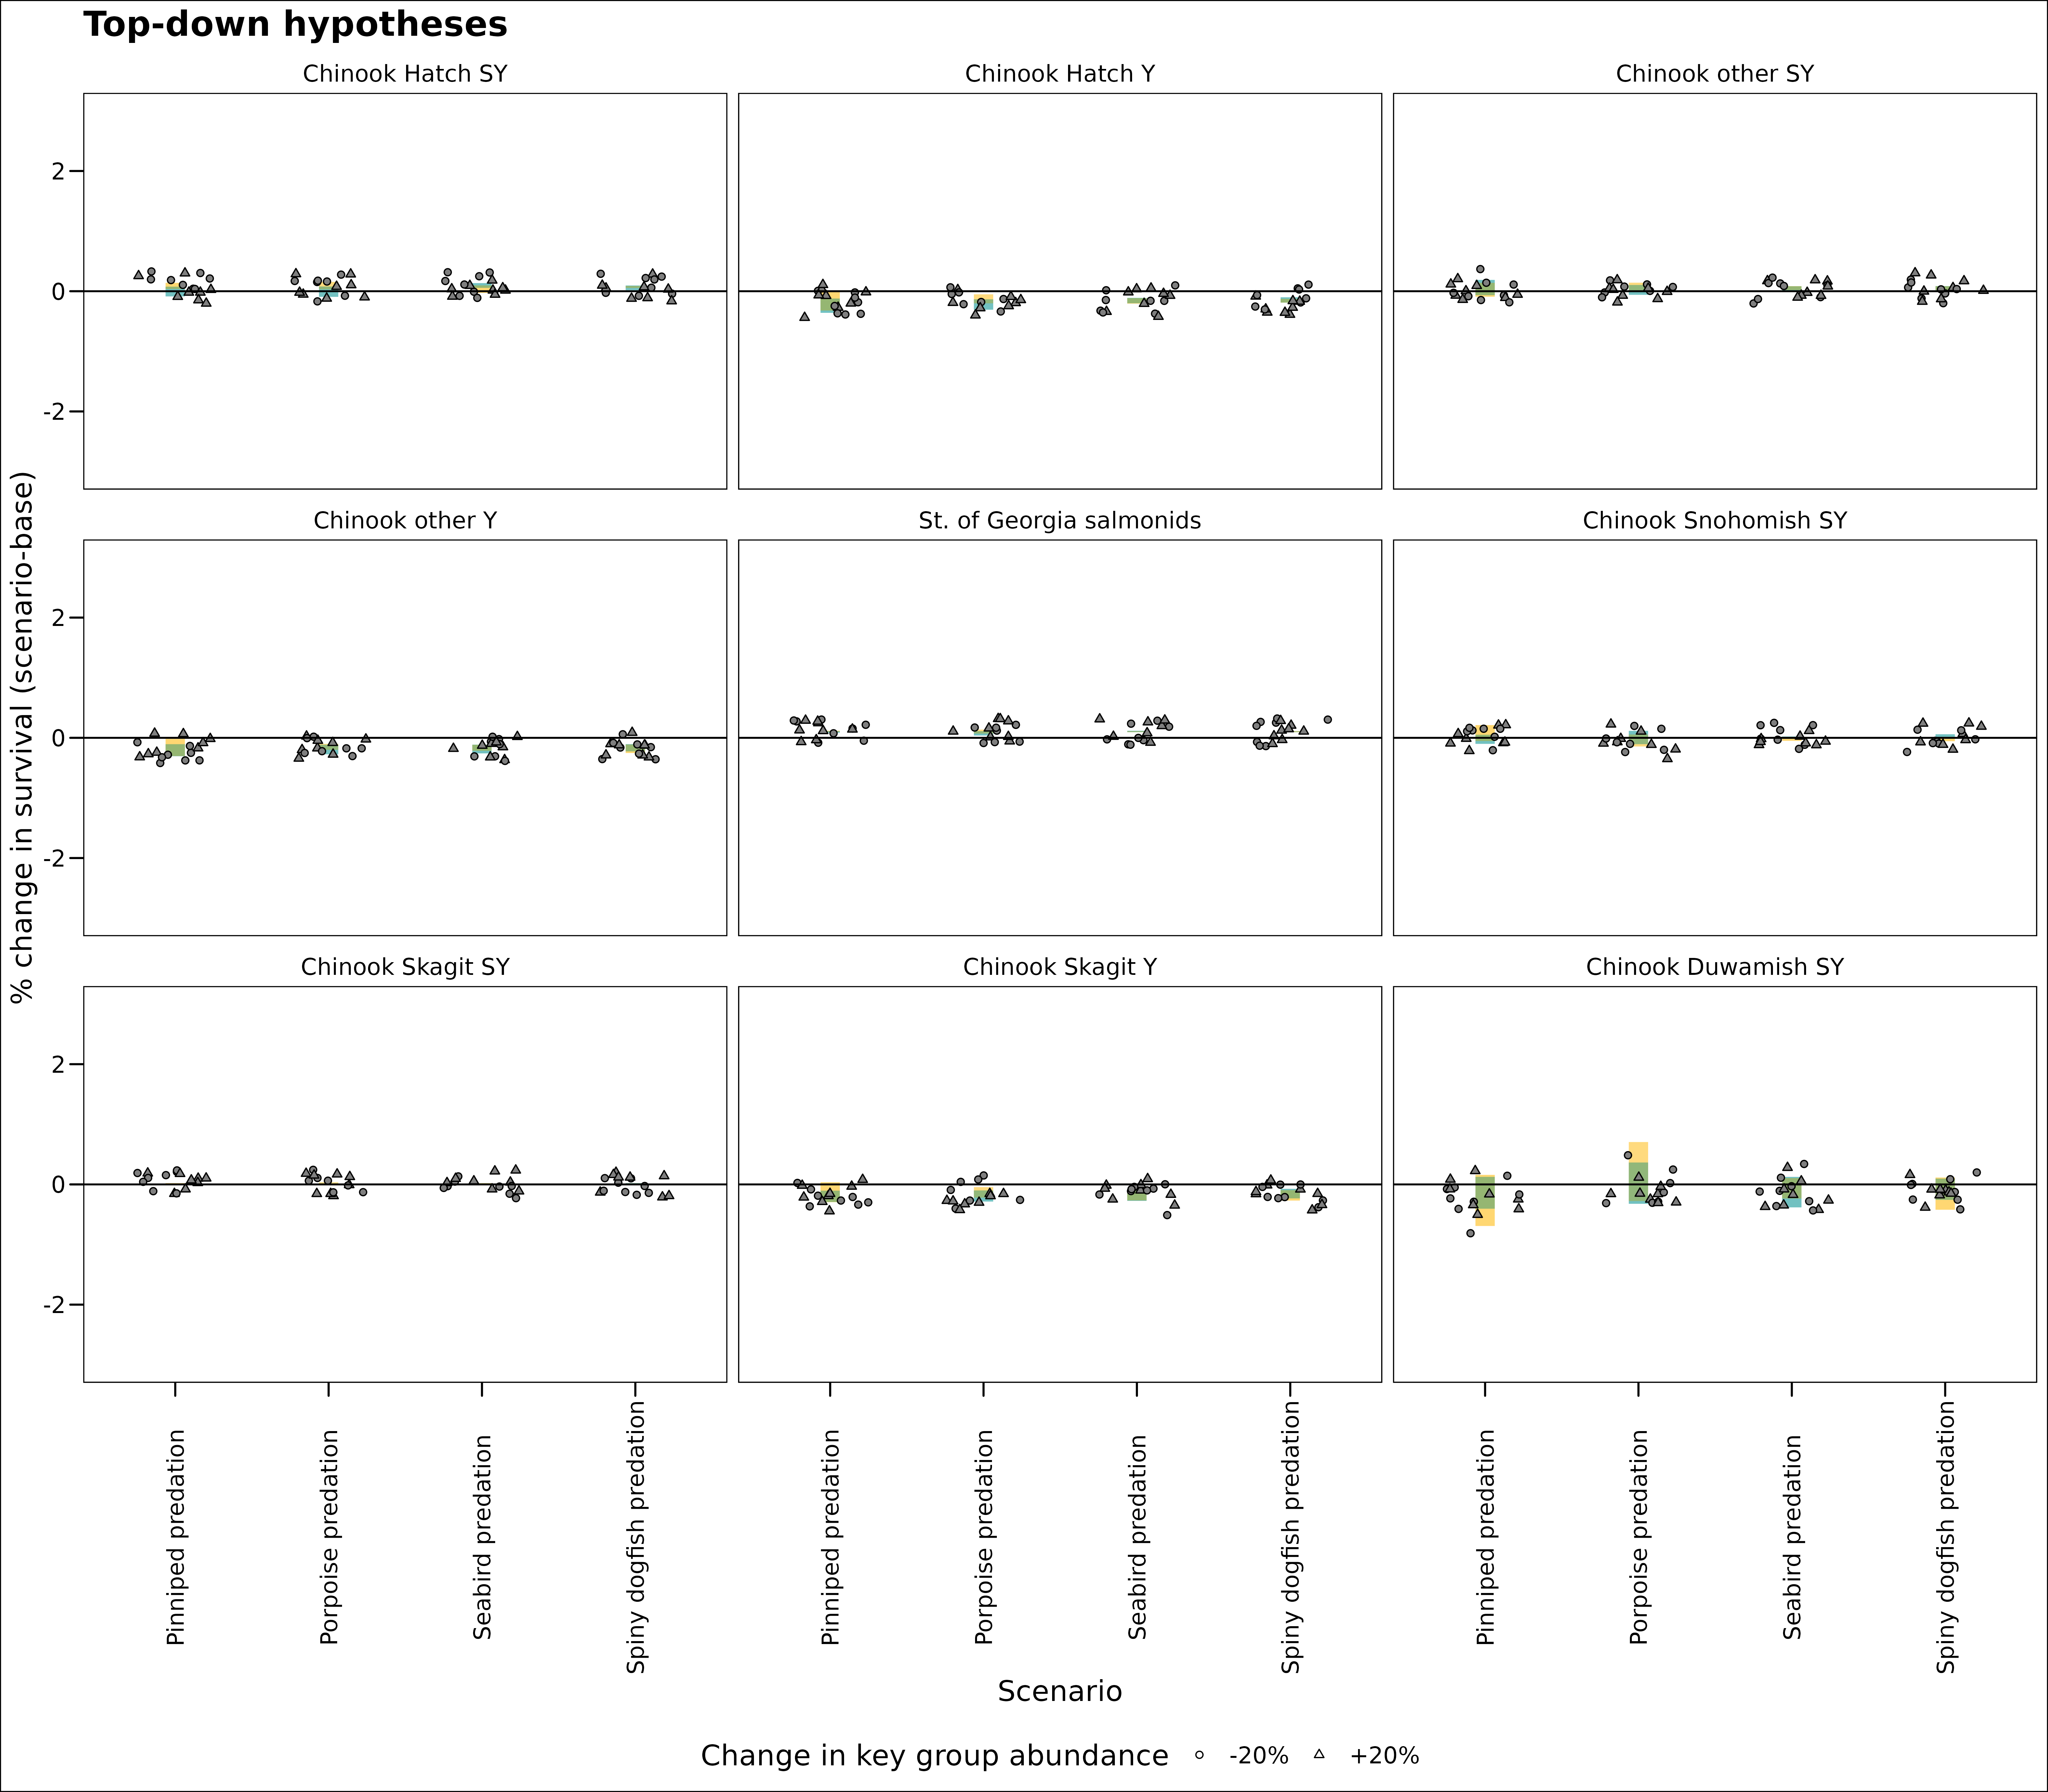 Top-down hypotheses
Chinook Hatch SY
Chinook Hatch Y
Chinook other SY
2
0
-2
Chinook other Y
St. of Georgia salmonids
Chinook Snohomish SY
2
0
-2
% change in survival (scenario-base)
Chinook Skagit SY
Chinook Skagit Y
Chinook Duwamish SY
2
0
-2
Pinniped predation
Porpoise predation
Seabird predation
Spiny dogfish predation
Pinniped predation
Porpoise predation
Seabird predation
Spiny dogfish predation
Pinniped predation
Porpoise predation
Seabird predation
Spiny dogfish predation
Scenario
Change in key group abundance -20% +20%